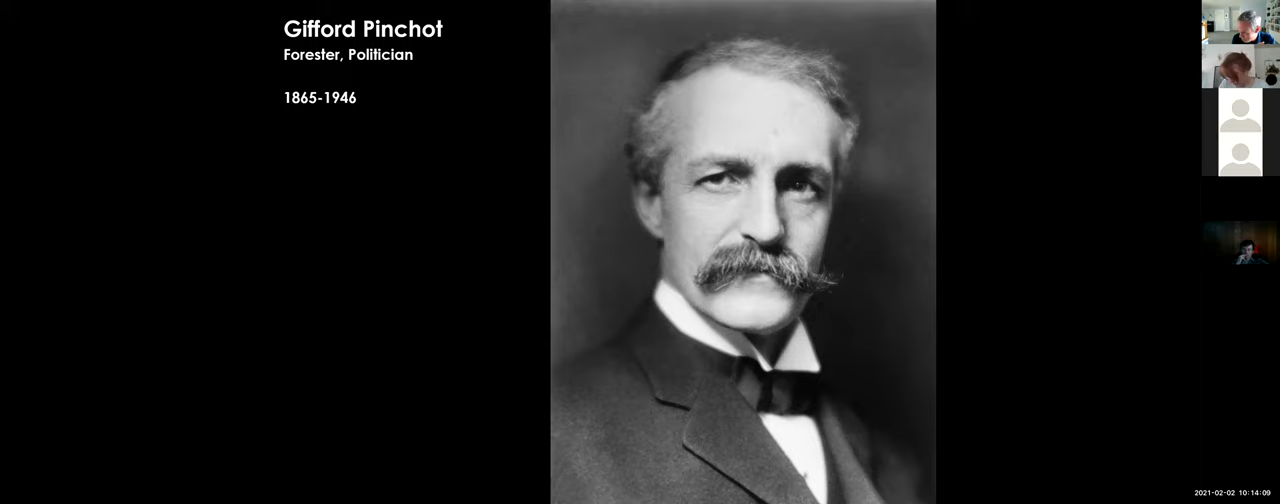 Gifford Pinchot
Forester, Politician
1865-1946
2021-02-02 10:14:09